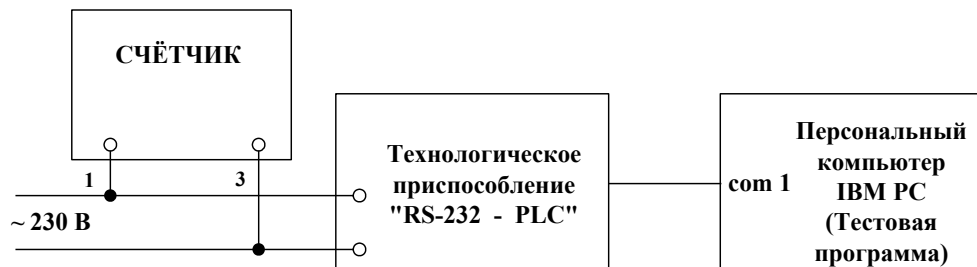 СЧЁТЧИК
1
3
~ 230 В
Технологическое
приспособление
"RS-232 - PLC"
com 1
Персональный
компьютер
IBM PC
(Тестовая
программа)